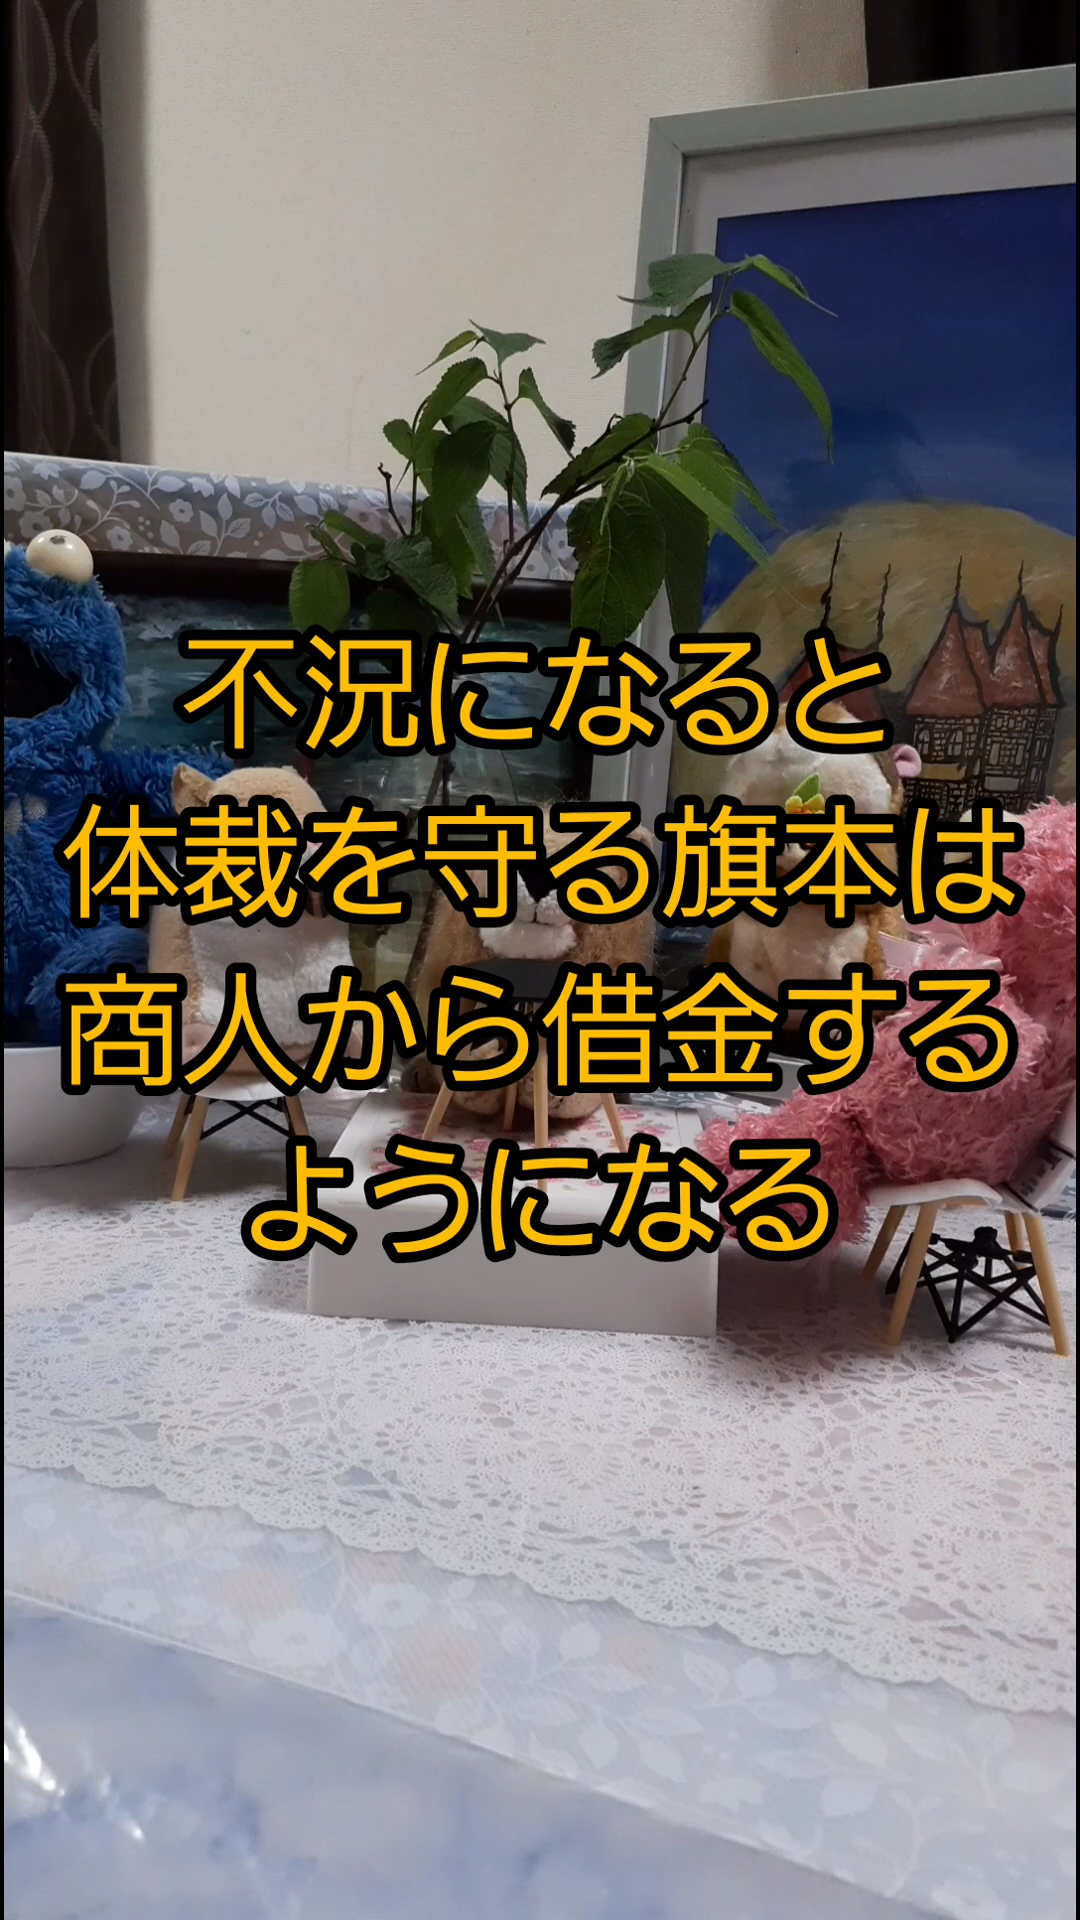 不況になると
体裁を守る旗本は
商人から借金する
ようになる